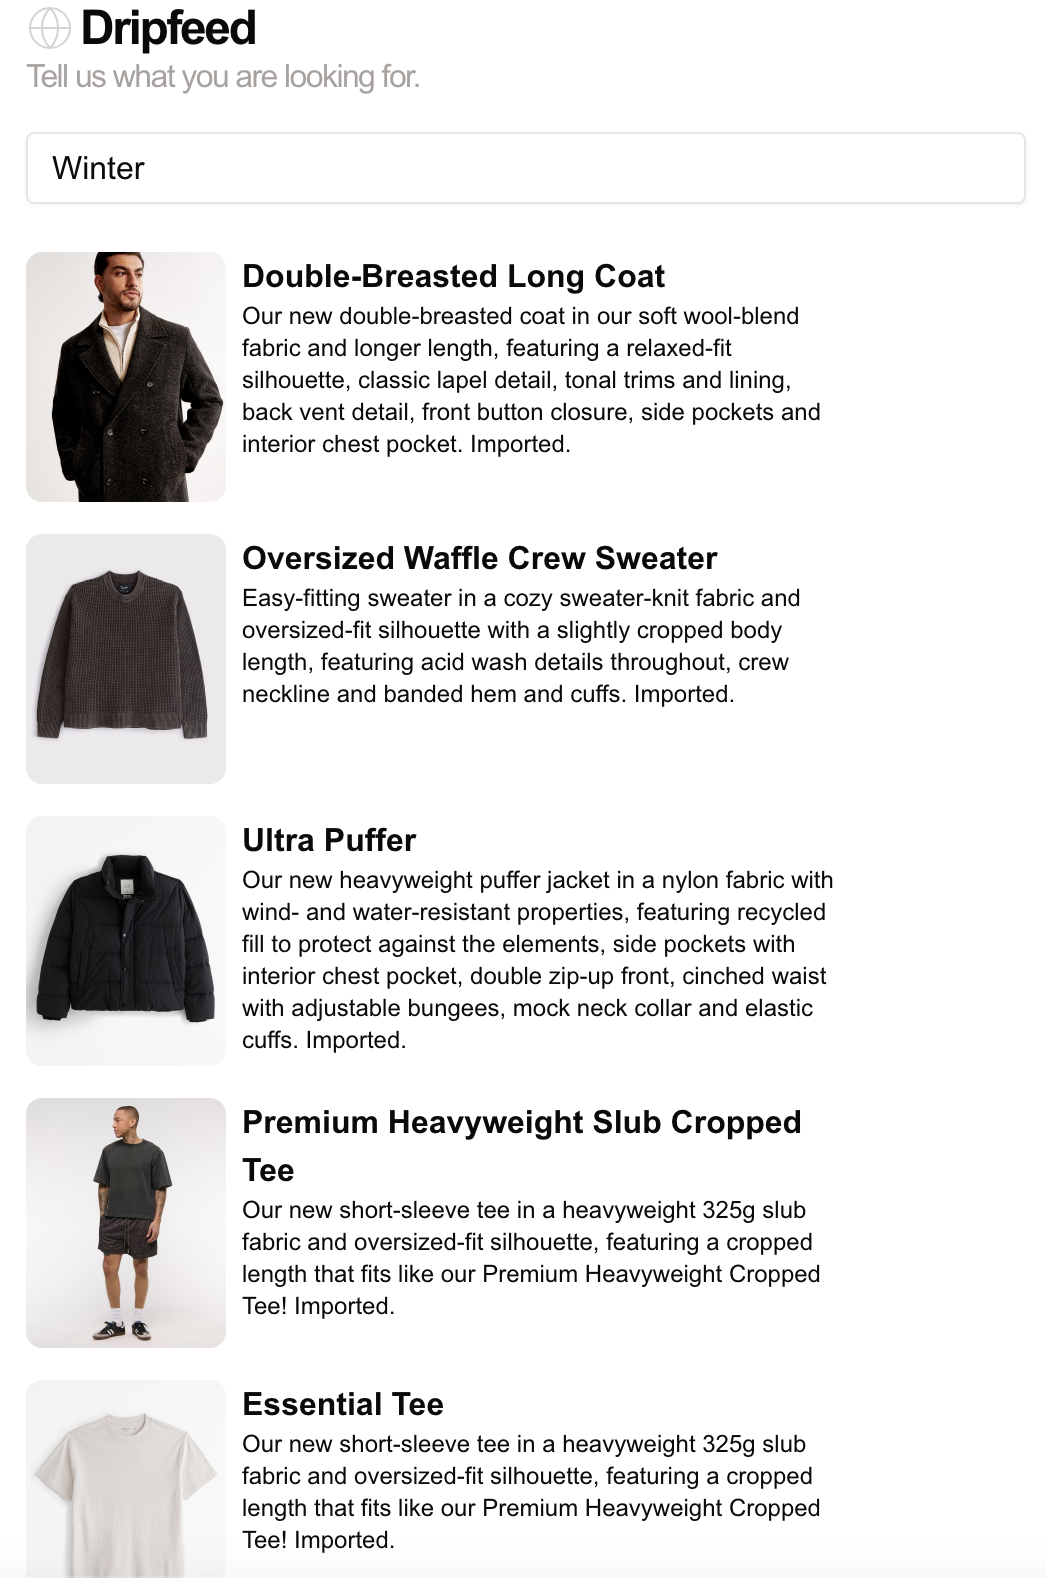 Dripfeed
Tell us what you are looking for.
Winter
Double-Breasted Long Coat
Our new double-breasted coat in our soft wool-blend
fabric and longer length, featuring a relaxed-fit
silhouette, classic lapel detail, tonal trims and lining,
back vent detail, front button closure, side pockets and
interior chest pocket. Imported.
Oversized Waffle Crew Sweater
Easy-fitting sweater in a cozy sweater-knit fabric and
oversized-fit silhouette with a slightly cropped body
length, featuring acid wash details throughout, crew
neckline and banded hem and cuffs. Imported.
Ultra Puffer
Our new heavyweight puffer jacket in a nylon fabric with
wind- and water-resistant properties, featuring recycled
fill to protect against the elements, side pockets with
interior chest pocket, double zip-up front, cinched waist
with adjustable bungees, mock neck collar and elastic
cuffs. Imported.
Premium Heavyweight Slub Cropped
Tee
Our new short-sleeve tee in a heavyweight 325g slub
fabric and oversized-fit silhouette, featuring a cropped
length that fits like our Premium Heavyweight Cropped
Tee! Imported.
Essential Tee
Our new short-sleeve tee in a heavyweight 325g slub
fabric and oversized-fit silhouette, featuring a cropped
length that fits like our Premium Heavyweight Cropped
Tee! Imported.